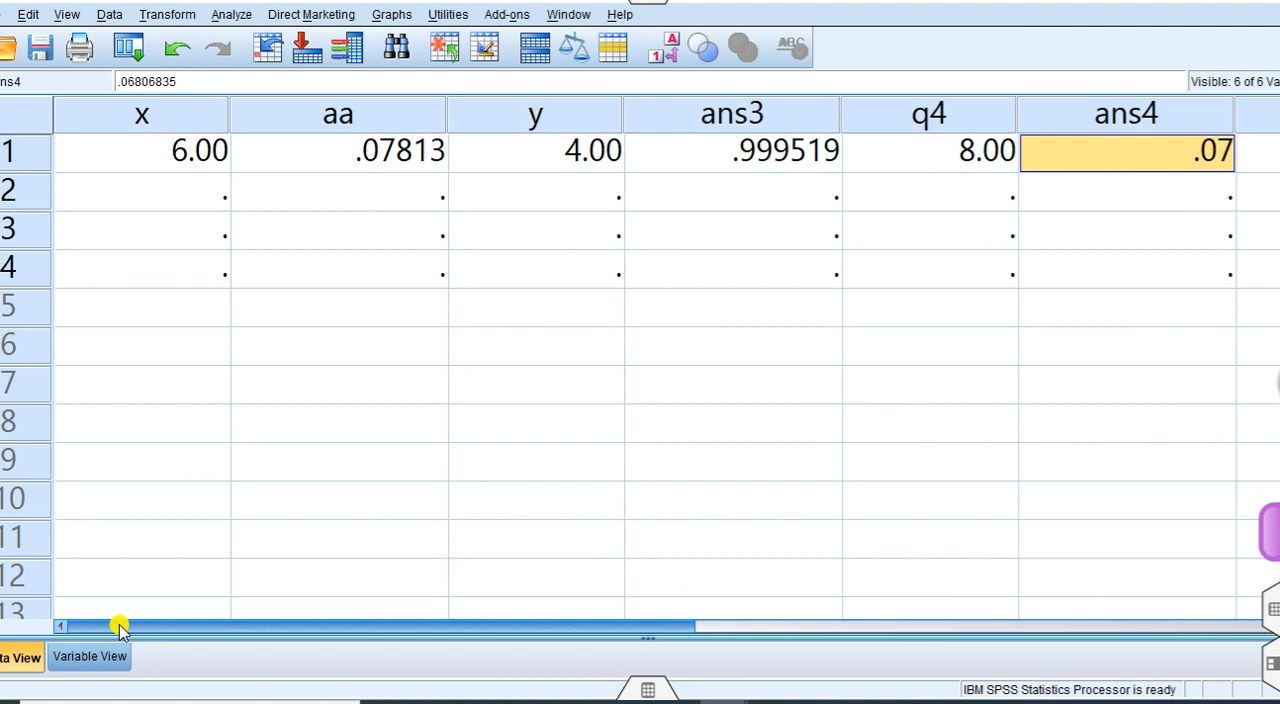 Edit View Data Transform Analyze Direct Marketing Graphs Utilities Add-ons Window Help
A
1
ABC
ns4 .06806835 Visible: 6 of 6 Va
x aa y ans3 q4 ans4
1 6.00 .07813 4.00 .999519 8.00 .07
2 . . . . . .
3 . . . . . .
4 . . . . . .
5
6
7
8
9
10
11
12
13
ta View Variable View
IBM SPSS Statistics Processor is ready